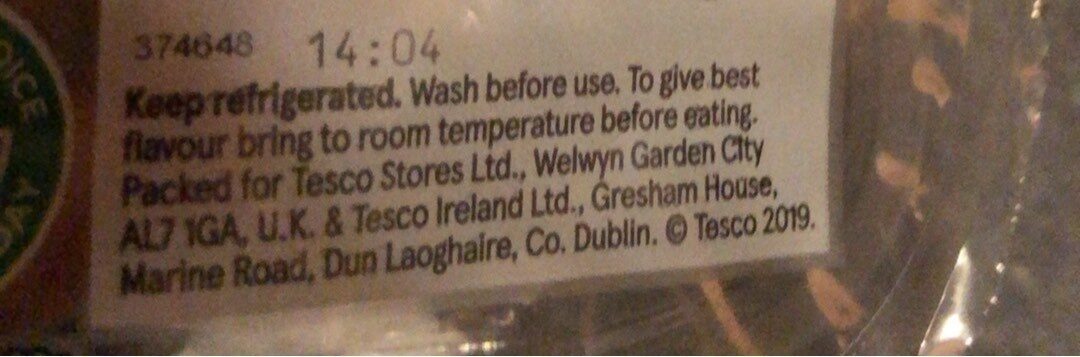 374648 14:04
Keep refrigerated. Wash before use. To give best
flavour bring to room temperature before eating.
Packed for Tesco Stores Ltd., Welwyn Garden City
AL7 1GA, U.K. & Tesco Ireland Ltd., Gresham House,
Marine Road, Dun Laoghaire, Co. Dublin. © Tesco 2019.